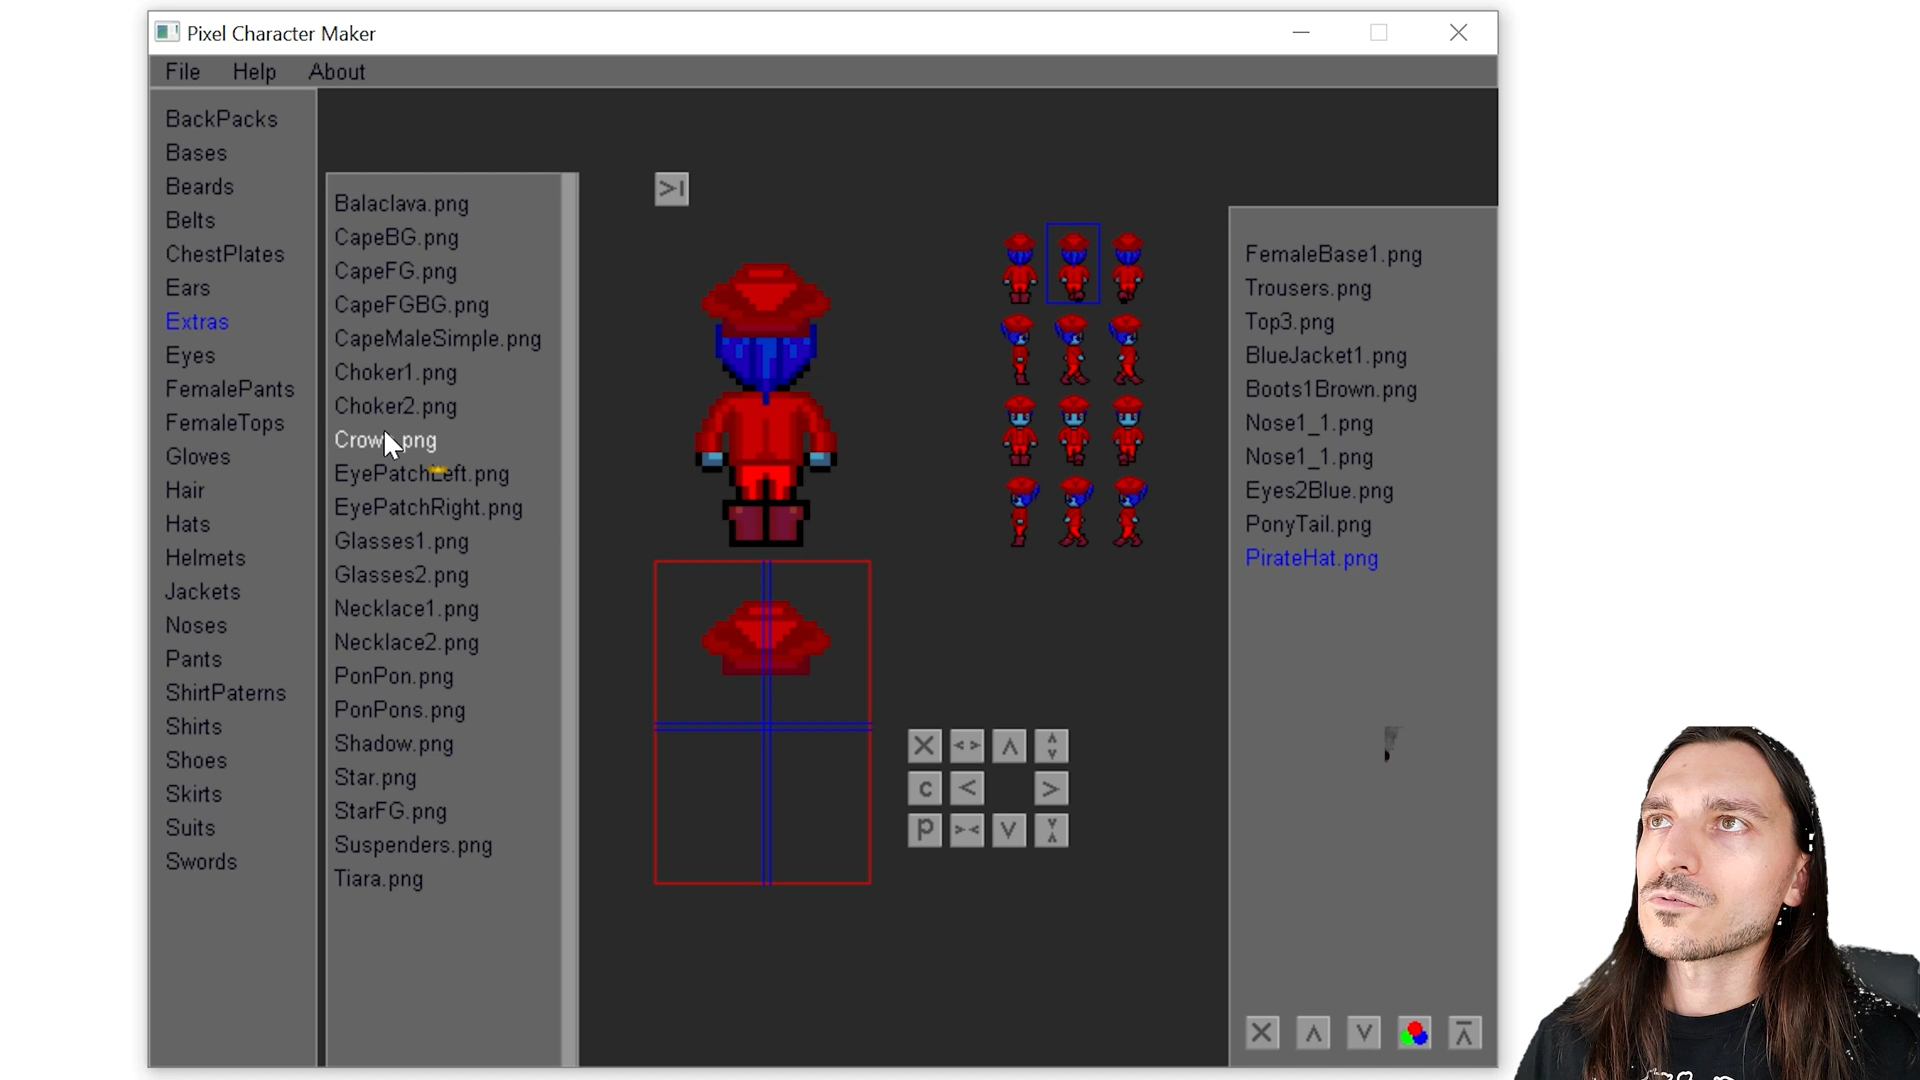 Pixel Character Maker
File Help About
BackPacks
Bases
Beards
Belts
ChestPlates
Ears
Extras
Eyes
FemalePants
FemaleTops
Gloves
Hair
Hats
Helmets
Jackets
Noses
Pants
ShirtPaterns
Shirts
Shoes
Skirts
Suits
Swords
Balaclava.png
CapeBG.png
CapeFG.png
CapeFGBG.png
CapeMaleSimple.png
Choker1.png
Choker2.png
Crown.png
EyePatchLeft.png
EyePatchRight.png
Glasses1.png
Glasses2.png
Necklace1.png
Necklace2.png
PonPon.png
PonPons.png
Shadow.png
Star.png
StarFG.png
Suspenders.png
Tiara.png
FemaleBase1.png
Trousers.png
Top3.png
BlueJacket1.png
Boots1Brown.png
Nose1_1.png
Nose1_1.png
Eyes2Blue.png
PonyTail.png
PirateHat.png
c
p